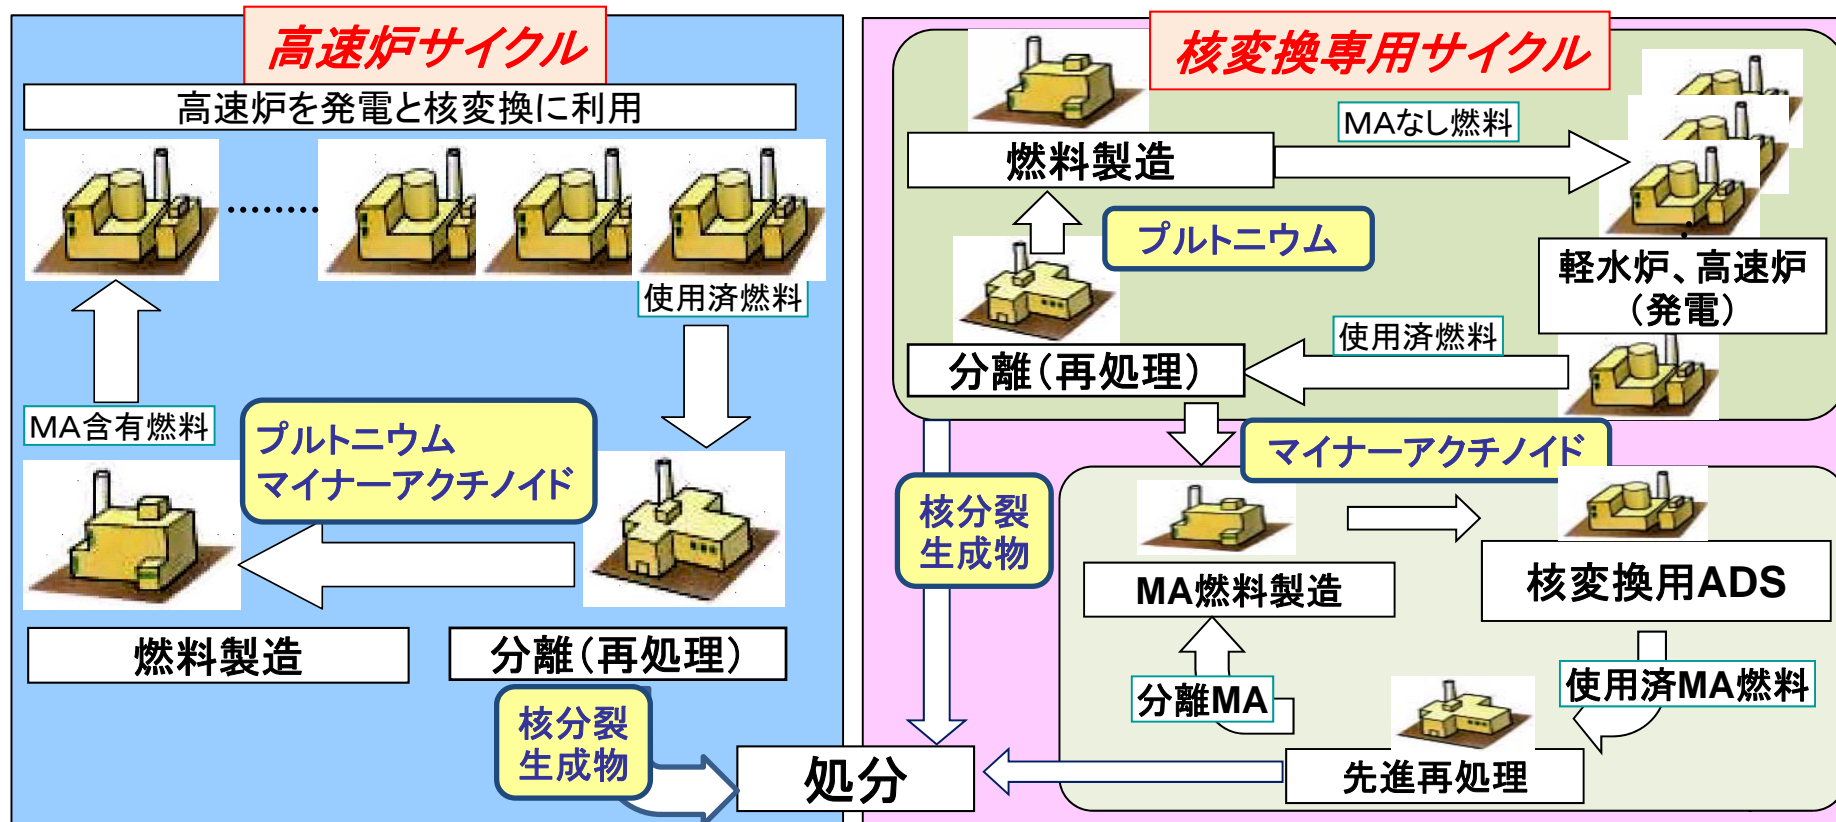 高速炉サイクル
高速炉を発電と核変換に利用
使用済燃料
MA含有燃料
プルトニウム
マイナーアクチノイド
燃料製造
分離(再処理)
核分裂
生成物
処分
核変換専用サイクル
MAなし燃料
燃料製造
プルトニウム
軽水炉、高速炉
(発電)
使用済燃料
分離(再処理)
マイナーアクチノイド
核分裂
生成物
MA燃料製造
核変換用ADS
分離MA
使用済MA燃料
先進再処理